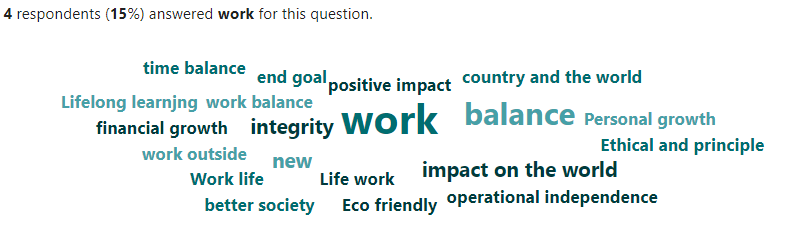 4 respondents (15%) answered work for this question.
time balance
end goal
positive impact
country and the world
Lifelong learnjng
work balance
work
balance
Personal growth
financial growth
integrity
Ethical and principle
work outside
new
impact on the world
Work life
Life work
operational independence
better society
Eco friendly